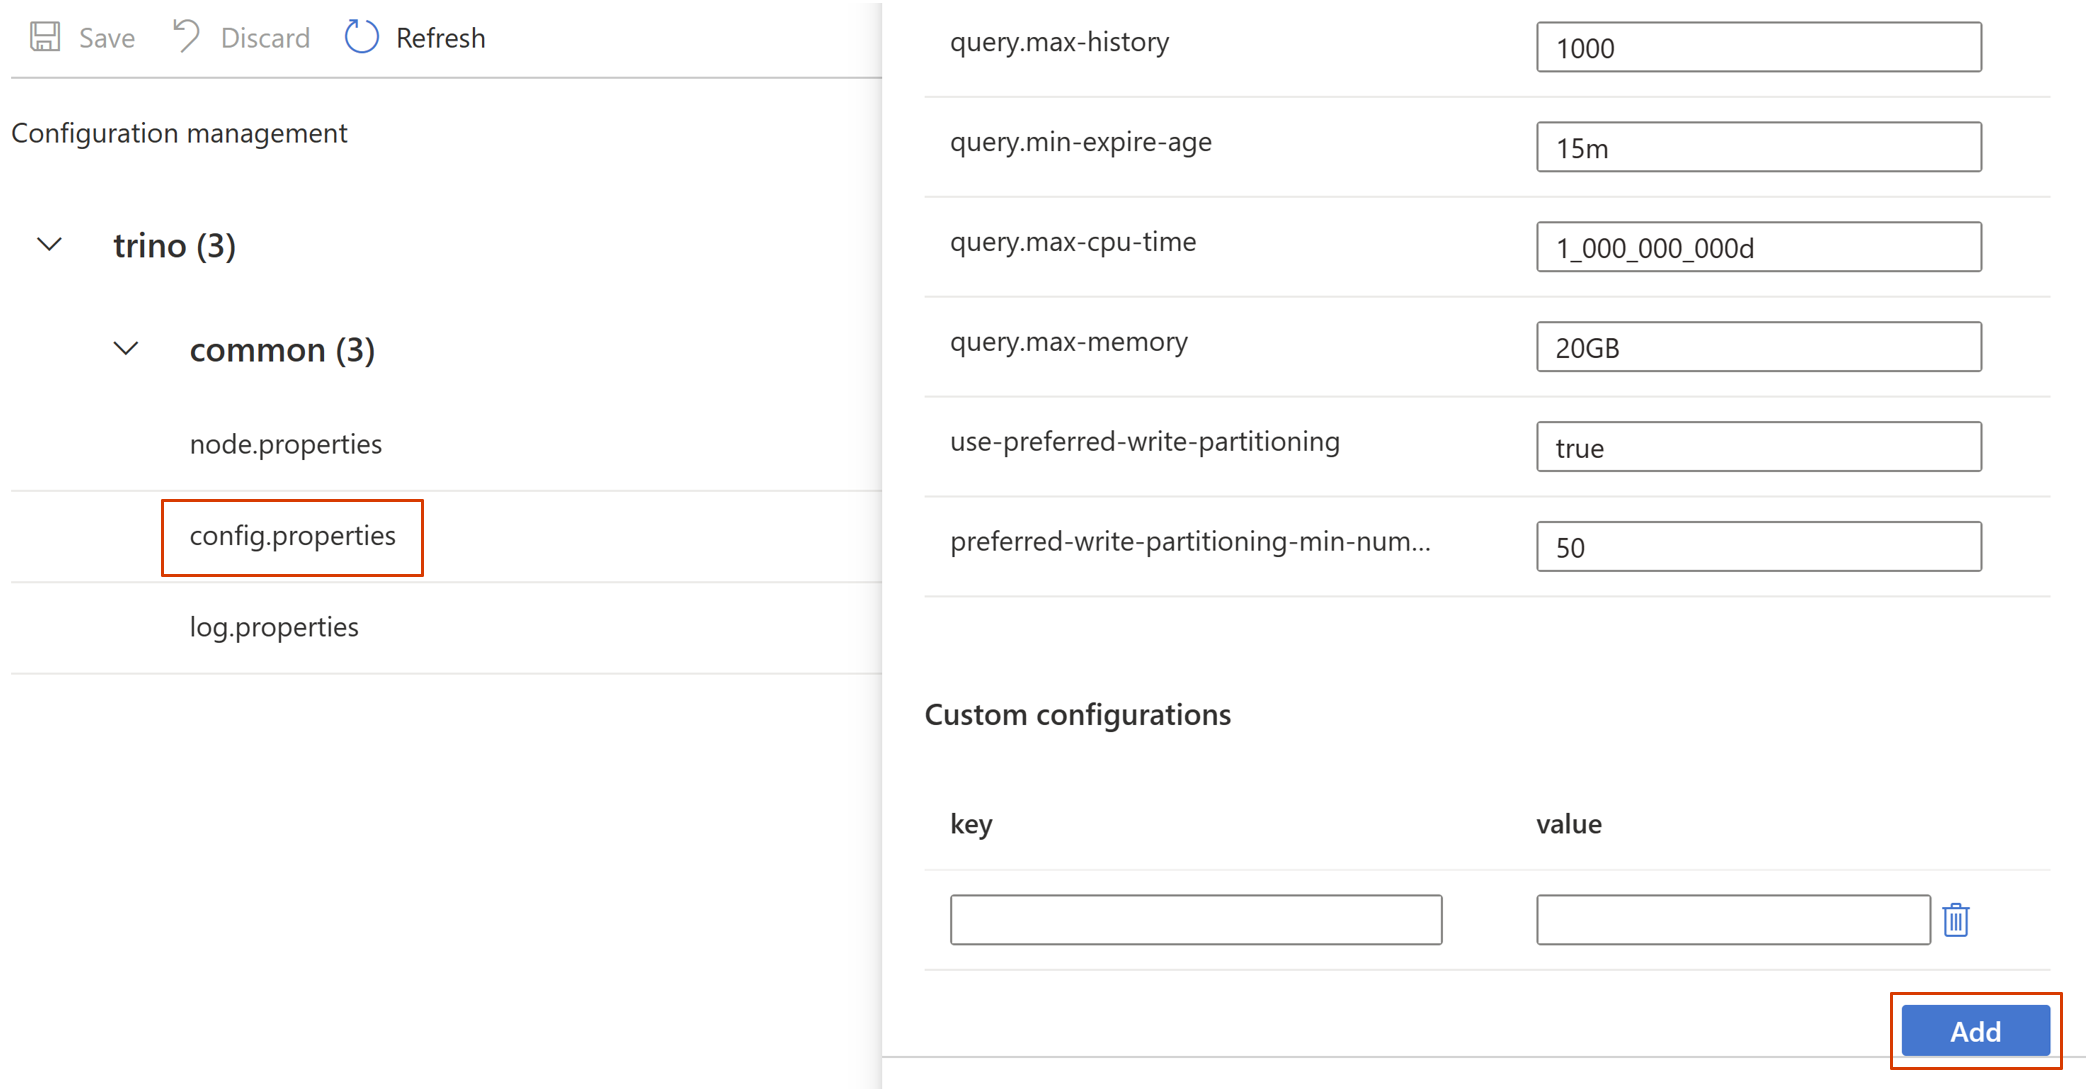 Save Discard Refresh
Configuration management
trino (3)
common (3)
node.properties
config.properties
log.properties
query.max-history 1000
query.min-expire-age 15m
query.max-cpu-time 1_000_000_000d
query.max-memory 20GB
use-preferred-write-partitioning true
preferred-write-partitioning-min-num... 50
Custom configurations
key value
Add